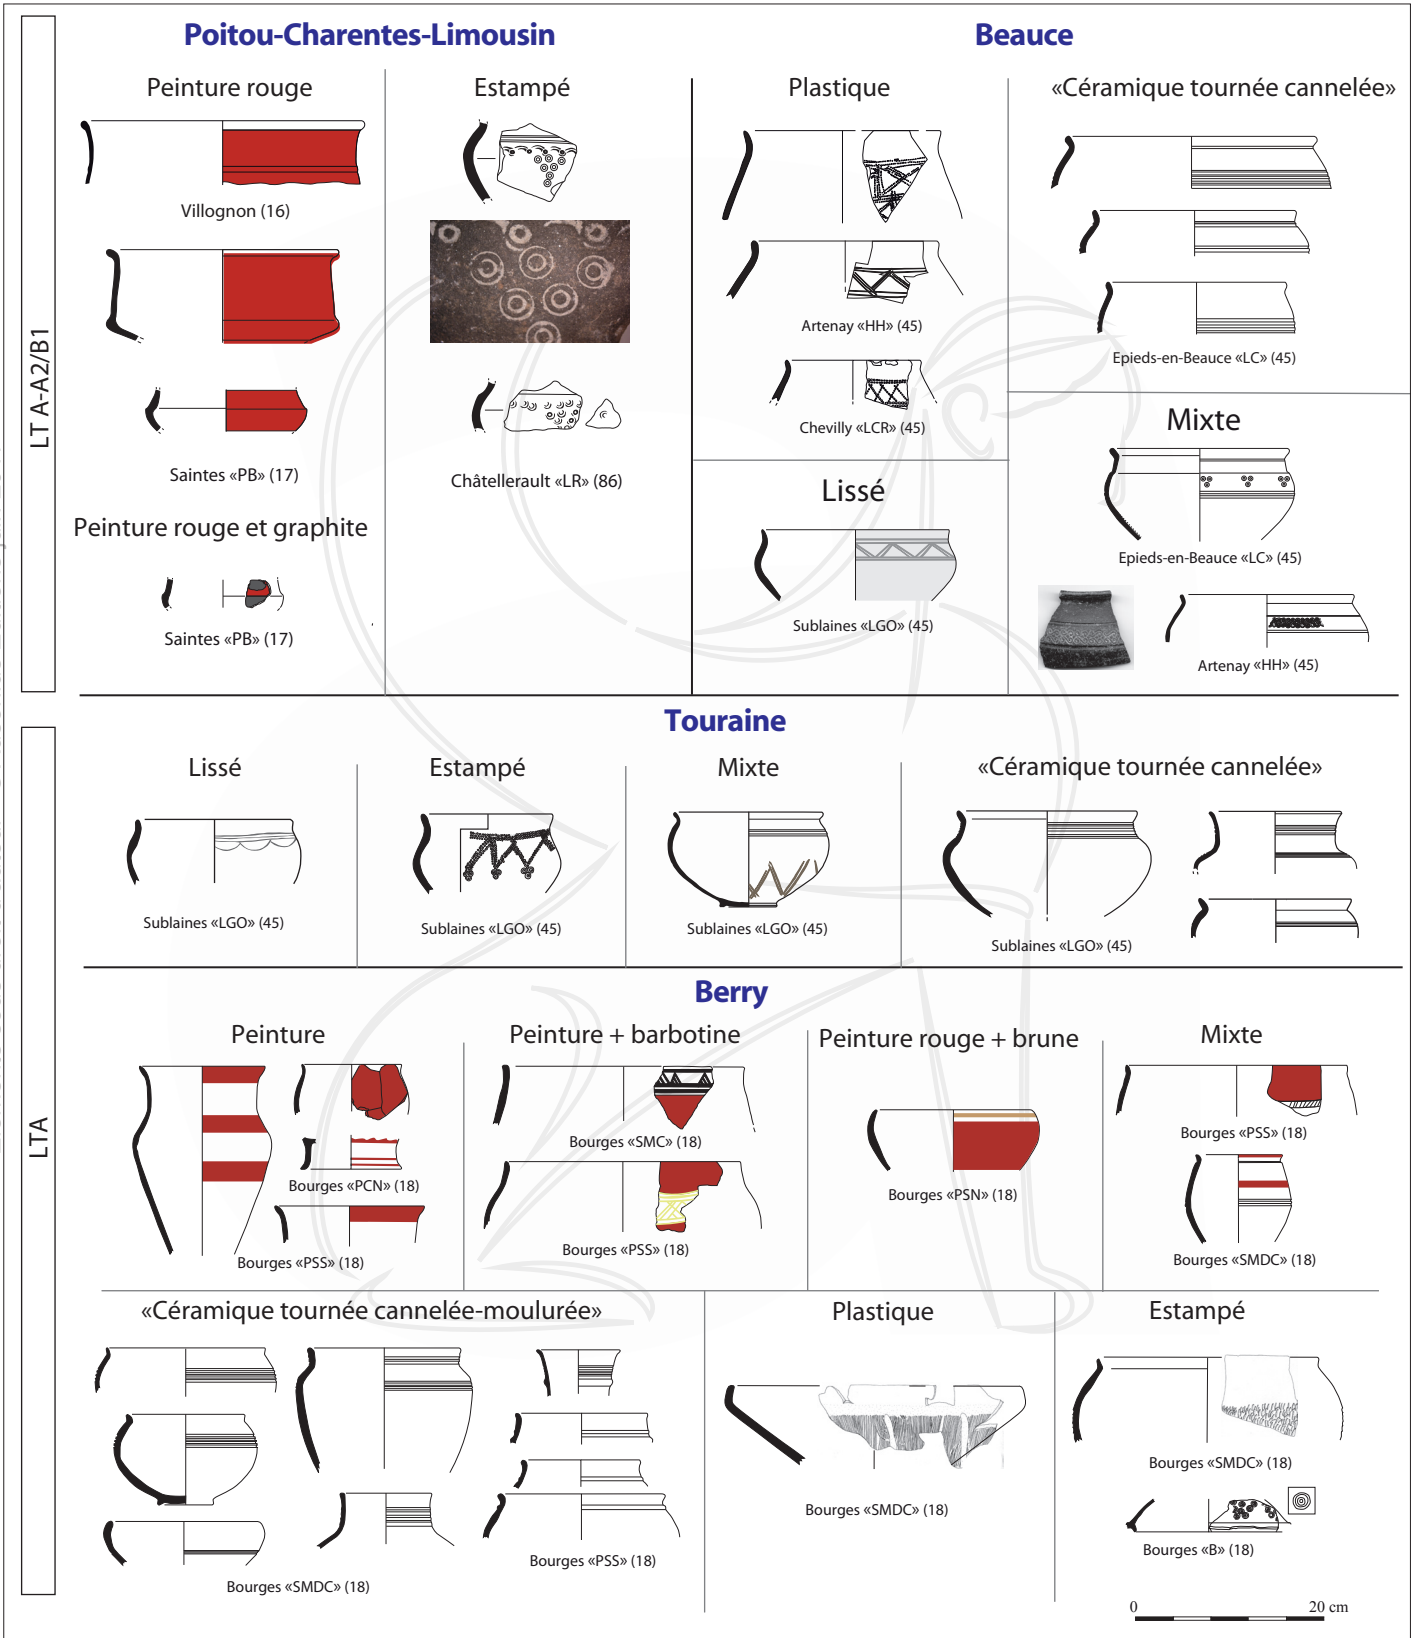 Poitou-Charentes-Limousin
Beauce
LT A-A2/B1
Peinture rouge
Villognon (16)
Saintes «PB» (17)
Peinture rouge et graphite
Saintes «PB» (17)
Estampé
Châtellerault «LR» (86)
Plastique
Artenay «HH» (45)
Chevilly «LCR» (45)
Lissé
Sublaines «LGO» (45)
«Céramique tournée cannelée»
Epieds-en-Beauce «LC» (45)
Mixte
Epieds-en-Beauce «LC» (45)
Artenay «HH» (45)
LTA
Touraine
Lissé
Sublaines «LGO» (45)
Estampé
Sublaines «LGO» (45)
Mixte
Sublaines «LGO» (45)
«Céramique tournée cannelée»
Sublaines «LGO» (45)
Berry
Peinture
Bourges «PCN» (18)
Bourges «PSS» (18)
Peinture + barbotine
Bourges «SMC» (18)
Bourges «PSS» (18)
Peinture rouge + brune
Bourges «PSN» (18)
Mixte
Bourges «PSS» (18)
Bourges «SMDC» (18)
«Céramique tournée cannelée-moulurée»
Bourges «SMDC» (18)
Bourges «PSS» (18)
Plastique
Bourges «SMDC» (18)
Estampé
Bourges «SMDC» (18)
Bourges «B» (18)
0 20 cm